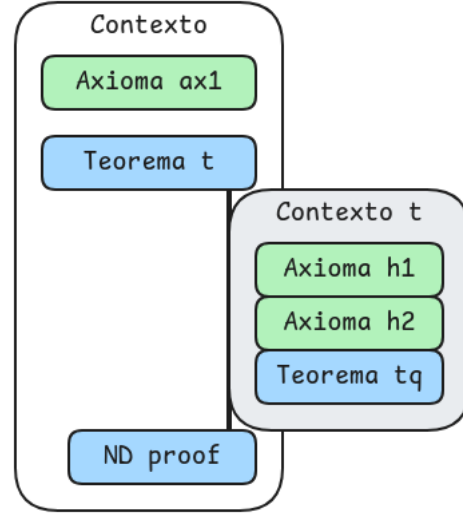 Contexto
Axioma ax1
Teorema t
Contexto t
Axioma h1
Axioma h2
Teorema tq
ND proof